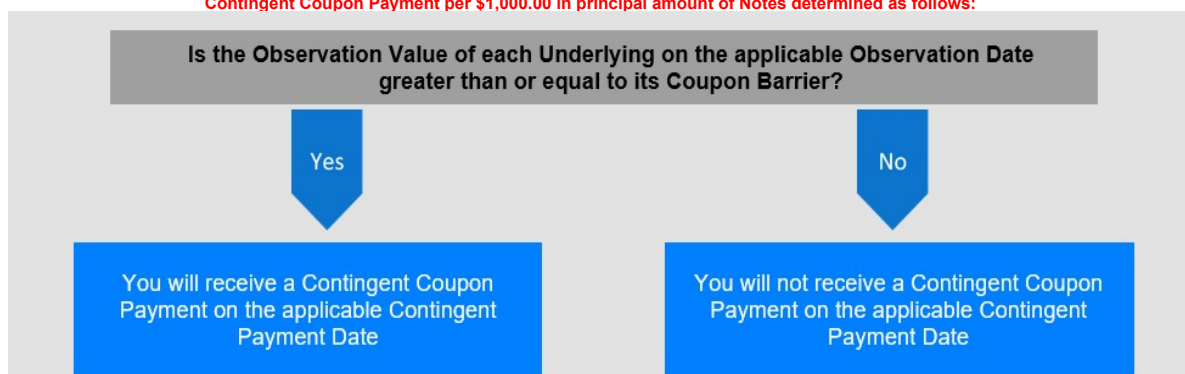 Contingent Coupon Payment per $1,000.00 in principal amount of Notes determined as follows:
Is the Observation Value of each Underlying on the applicable Observation Date
greater than or equal to its Coupon Barrier?
Yes
No
You will receive a Contingent Coupon
Payment on the applicable Contingent
Payment Date
You will not receive a Contingent Coupon
Payment on the applicable Contingent
Payment Date